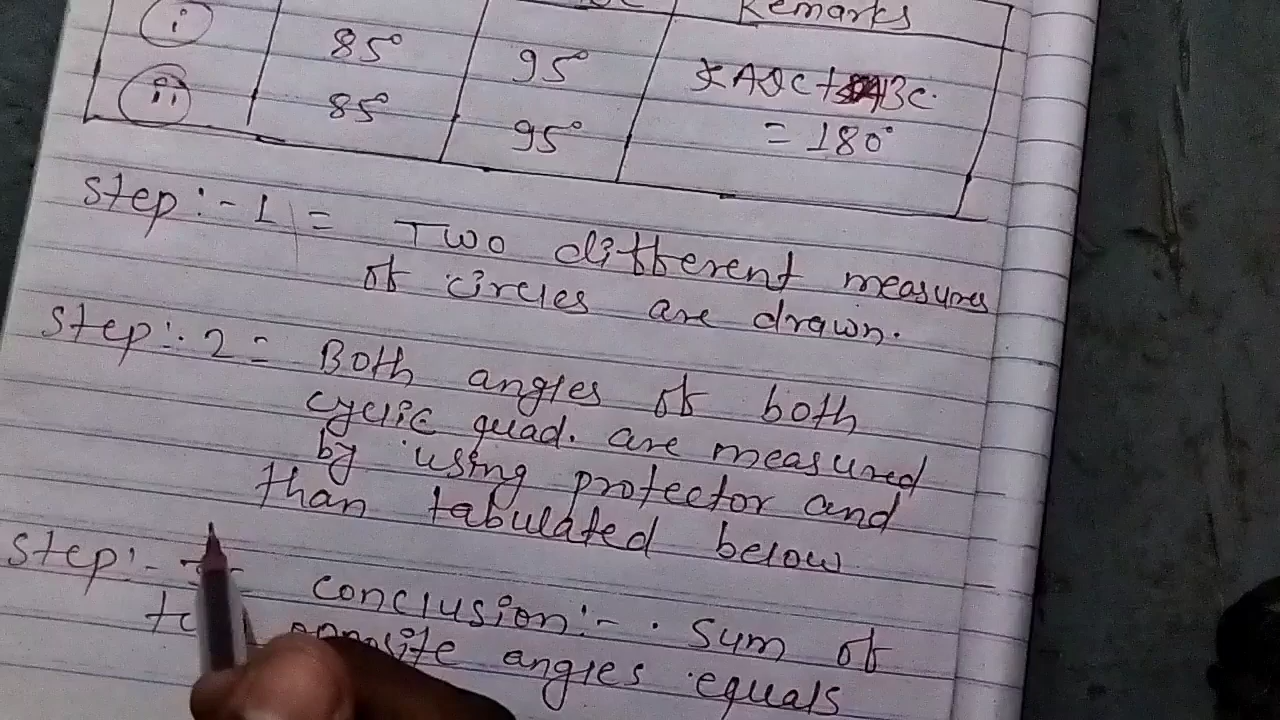 Remarks
i 85° 95° ∡ADC+ABC.
ii 85° 95° = 180°
Step:-1 = Two different measures
of circles are drawn.
Step:-2= Both angles of both
cyclic quad. are measured
by using protector and
than tabulated below
Step:-
conclusion:- . Sum of
opposite angles equals